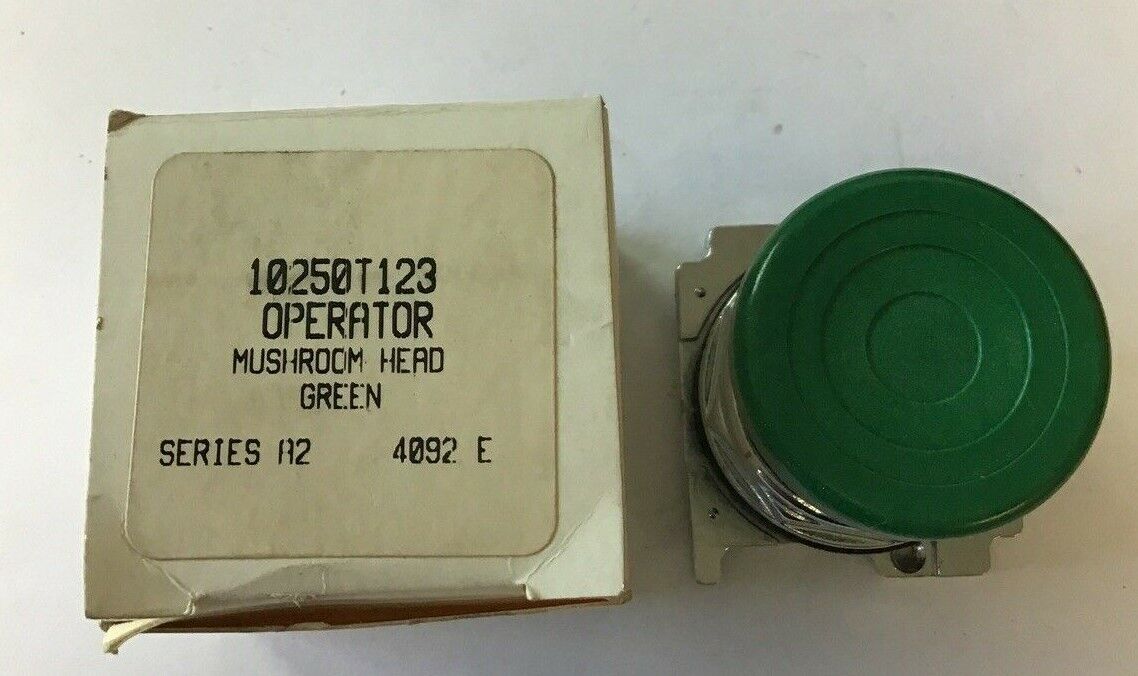 10250T123
OPERATOR
MUSHROOM HEAD
GREEN
SERIES A2 4092 E